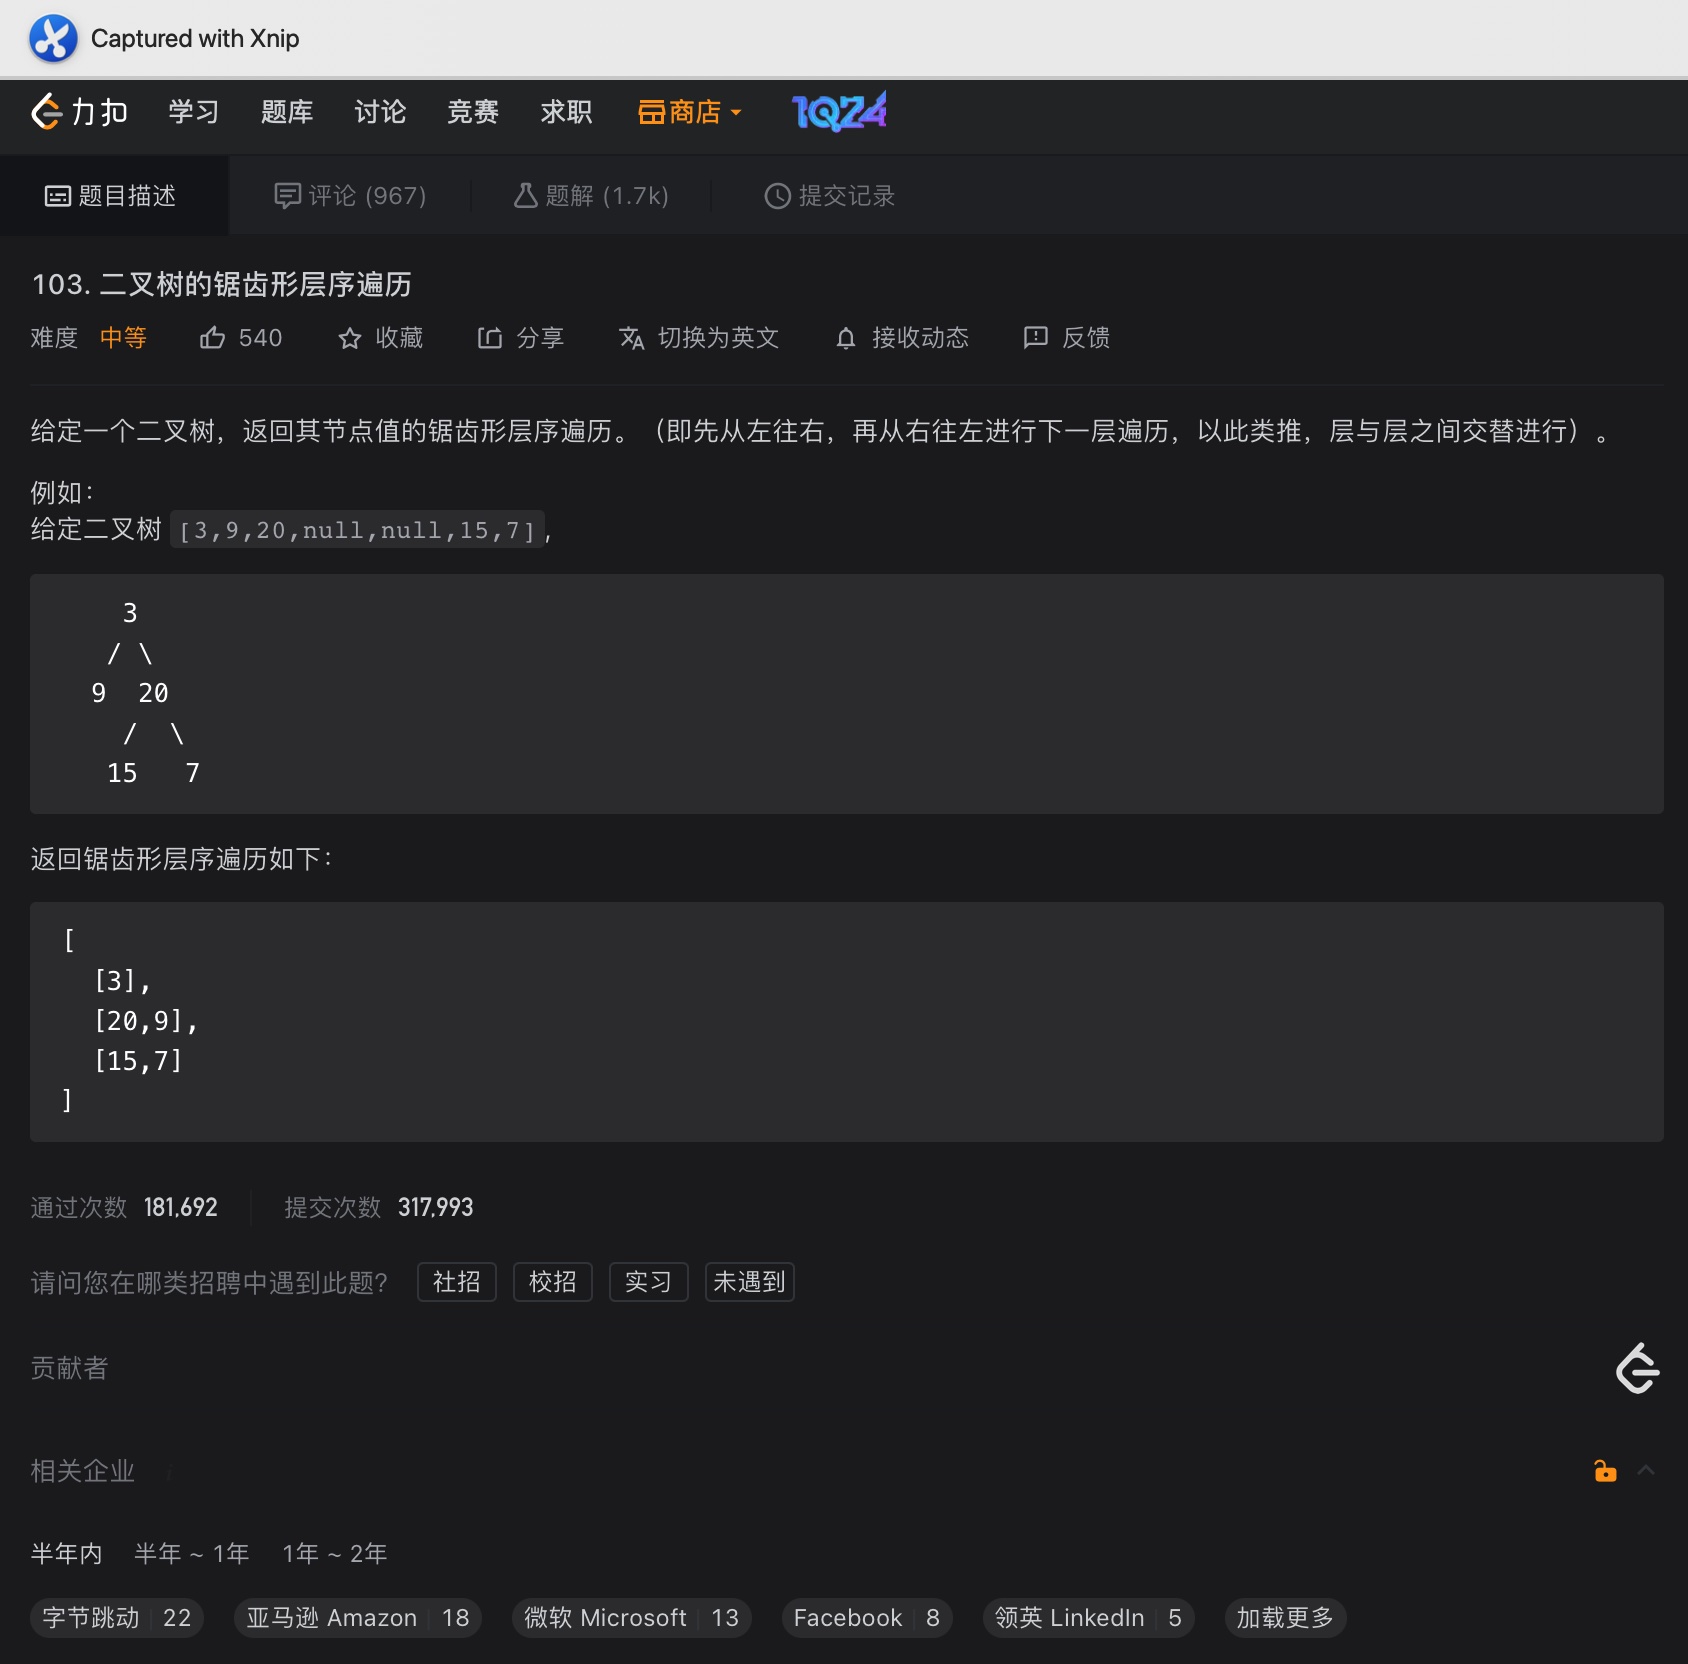 Captured with Xnip
力扣 学习 题库 讨论 竞赛 求职 商店 1024
题目描述 评论 (967) 题解 (1.7k) 提交记录
103. 二叉树的锯齿形层序遍历
难度 中等 540 收藏 分享 切换为英文 接收动态 反馈
给定一个二叉树，返回其节点值的锯齿形层序遍历。（即先从左往右，再从右往左进行下一层遍历，以此类推，层与层之间交替进行）。
例如：
给定二叉树 [3,9,20,null,null,15,7],
3
/ \
9 20
/ \
15 7
返回锯齿形层序遍历如下：
[
[3],
[20,9],
[15,7]
]
通过次数 181,692 提交次数 317,993
请问您在哪类招聘中遇到此题？ 社招 校招 实习 未遇到
贡献者
相关企业 i
半年内 半年 ~ 1年 1年 ~ 2年
字节跳动 22 亚马逊 Amazon 18 微软 Microsoft 13 Facebook 8 领英 LinkedIn 5 加载更多